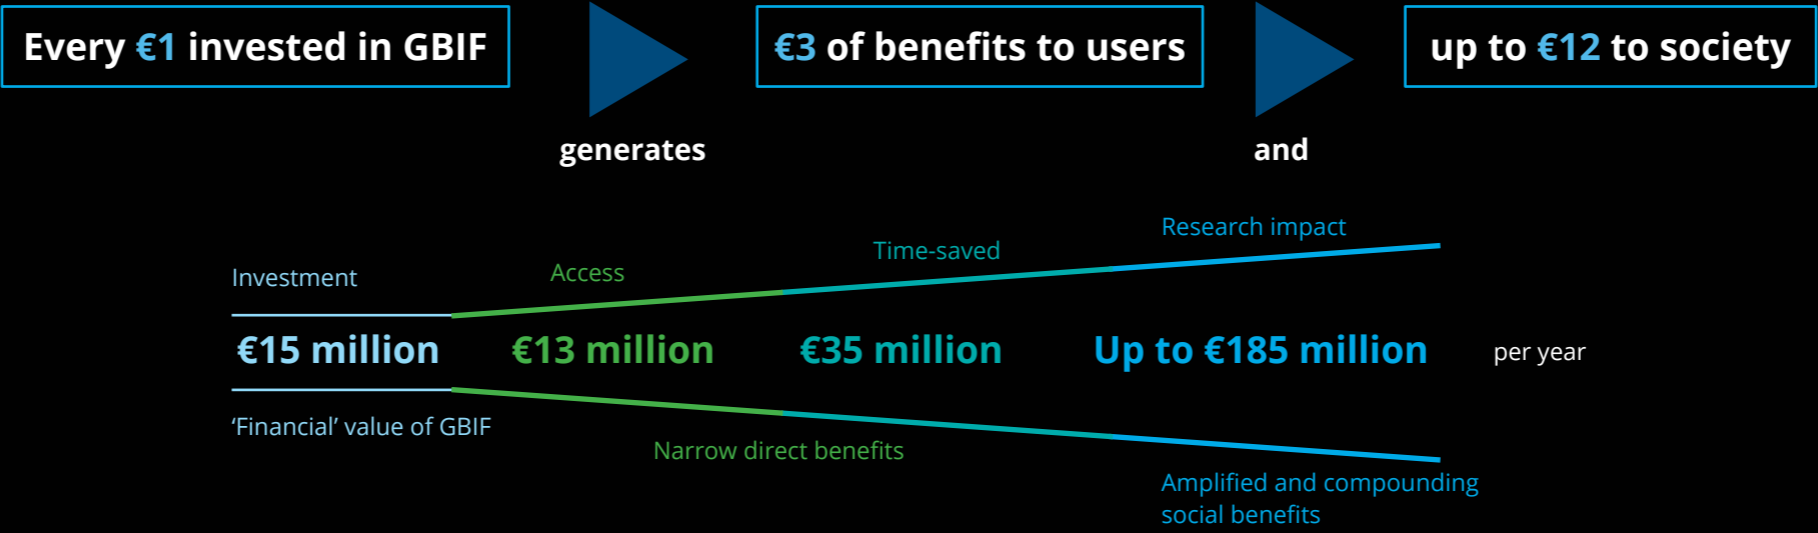 Every €1 invested in GBIF
generates
€3 of benefits to users
and
up to €12 to society
Investment
€15 million
‘Financial’ value of GBIF
Access
€13 million
Narrow direct benefits
Time-saved
€35 million
Research impact
Up to €185 million
per year
Amplified and compounding
social benefits